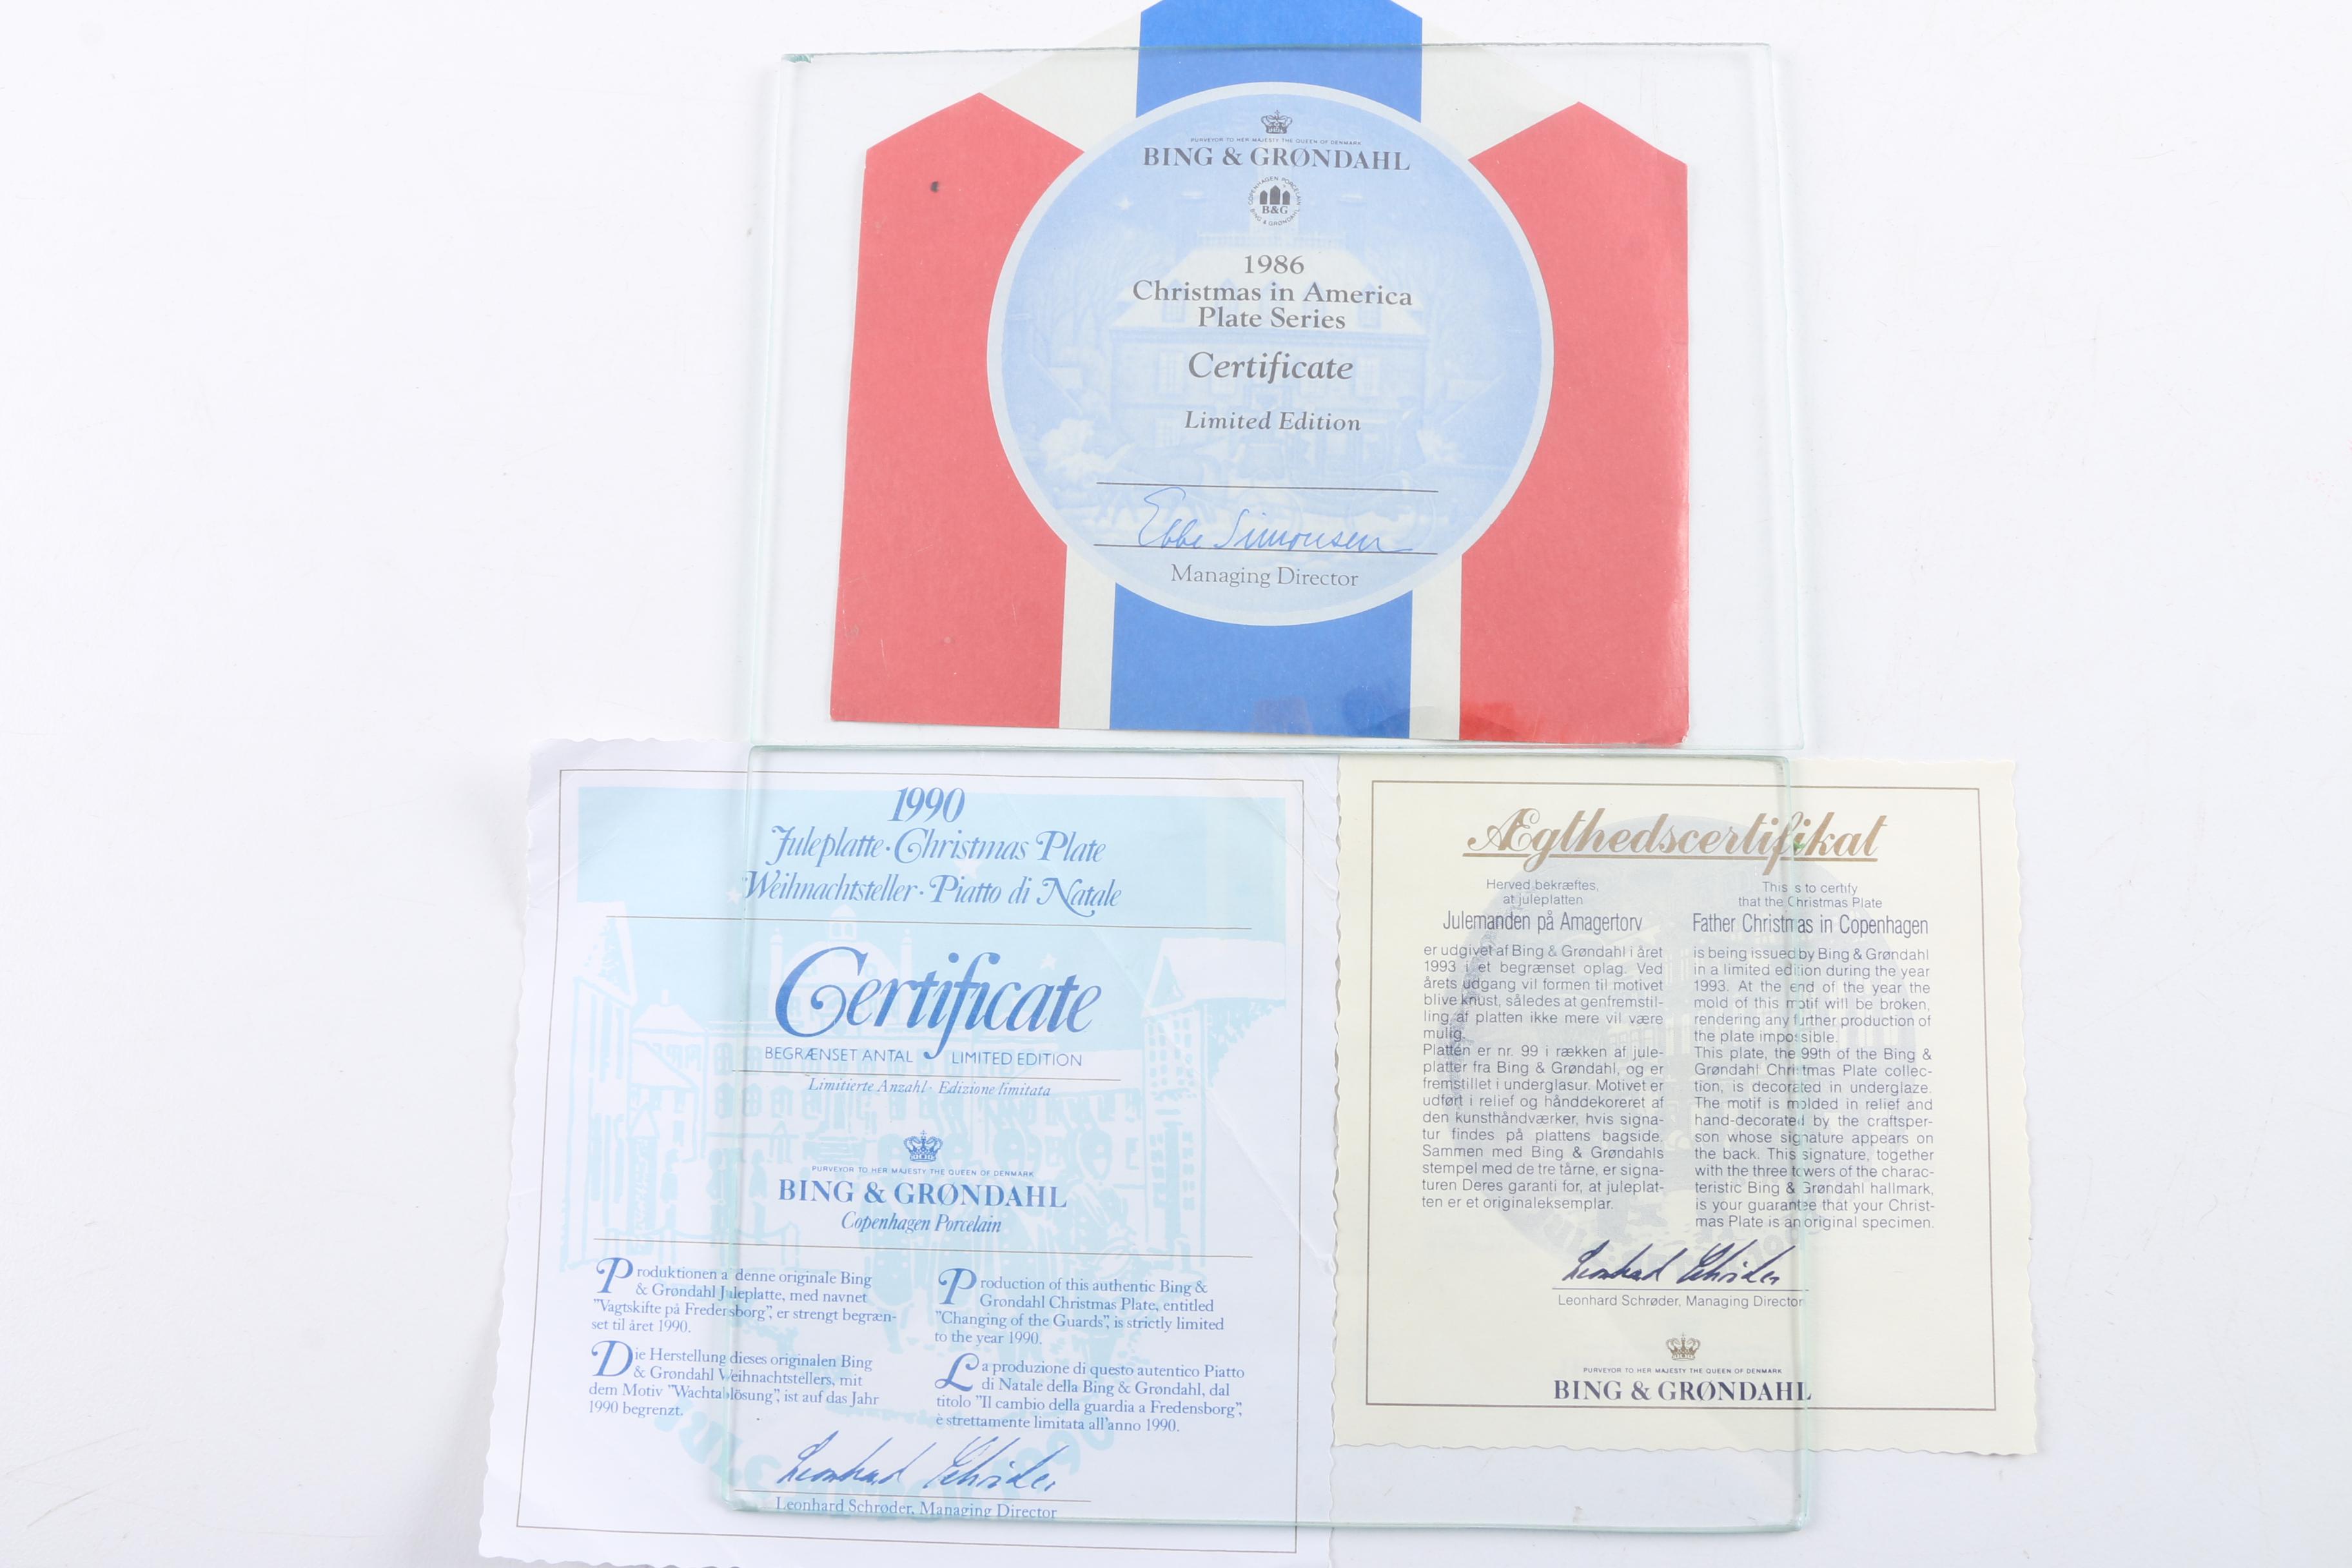 PURVEYOR TO HER MAJESTY THE QUEEN OF DENMARK
BING & GRØNDAHL
COPENHAGEN PORCELAIN
B&G
BING & GRØNDAHL
1986
Christmas in America
Plate Series
Certificate
Limited Edition
Ebbe Simonsen
Managing Director
1990
Juleplatte · Christmas Plate
Weihnachtsteller · Piatto di Natale
Certificate
BEGRÆNSET ANTAL LIMITED EDITION
Limitierte Anzahl · Edizione limitata
PURVEYOR TO HER MAJESTY THE QUEEN OF DENMARK
BING & GRØNDAHL
Copenhagen Porcelain
Produktionen a denne originale Bing
& Grøndahl Juleplatte, med navnet
"Vagtskifte på Fredensborg", er strengt begræn-
set til året 1990.
Die Herstellung dieses originalen Bing
& Grøndahl Weihnachtstellers, mit
dem Motiv "Wachtablösung", ist auf das Jahr
1990 begrenzt.
Production of this authentic Bing &
Grøndahl Christmas Plate, entitled
"Changing of the Guards", is strictly limited
to the year 1990.
La produzione di questo autentico Piatto
di Natale della Bing & Grøndahl, dal
titolo "Il cambio della guardia a Fredensborg",
è strettamente limitata all'anno 1990.
Leonhard Schrøder
Leonhard Schrøder, Managing Director
Ægthedscertifikat
Herved bekræftes,
at juleplatten
Julemanden på Amagertorv
er udgivet af Bing & Grøndahl i året
1993 i et begrænset oplag. Ved
årets udgang vil formen til motivet
blive knust, således at genfremstil-
ling af platten ikke mere vil være
mulig.
Platten er nr. 99 i rækken af jule-
platter fra Bing & Grøndahl, og er
fremstillet i underglasur. Motivet er
udført i relief og hånddekoreret af
den kunsthåndværker, hvis signa-
tur findes på plattens bagside.
Sammen med Bing & Grøndahls
stempel med de tre tårne, er signa-
turen Deres garanti for, at juleplat-
ten er et originaleksemplar.
This is to certify
that the Christmas Plate
Father Christmas in Copenhagen
is being issued by Bing & Grøndahl
in a limited edition during the year
1993. At the end of the year the
mold of this motif will be broken,
rendering any further production of
the plate impossible.
This plate, the 99th of the Bing &
Grøndahl Christmas Plate collec-
tion, is decorated in underglaze.
The motif is molded in relief and
hand-decorated by the craftsper-
son whose signature appears on
the back. This signature, together
with the three towers of the charac-
teristic Bing & Grøndahl hallmark,
is your guarantee that your Christ-
mas Plate is an original specimen.
Leonhard Schrøder
Leonhard Schrøder, Managing Director
PURVEYOR TO HER MAJESTY THE QUEEN OF DENMARK
BING & GRØNDAHL